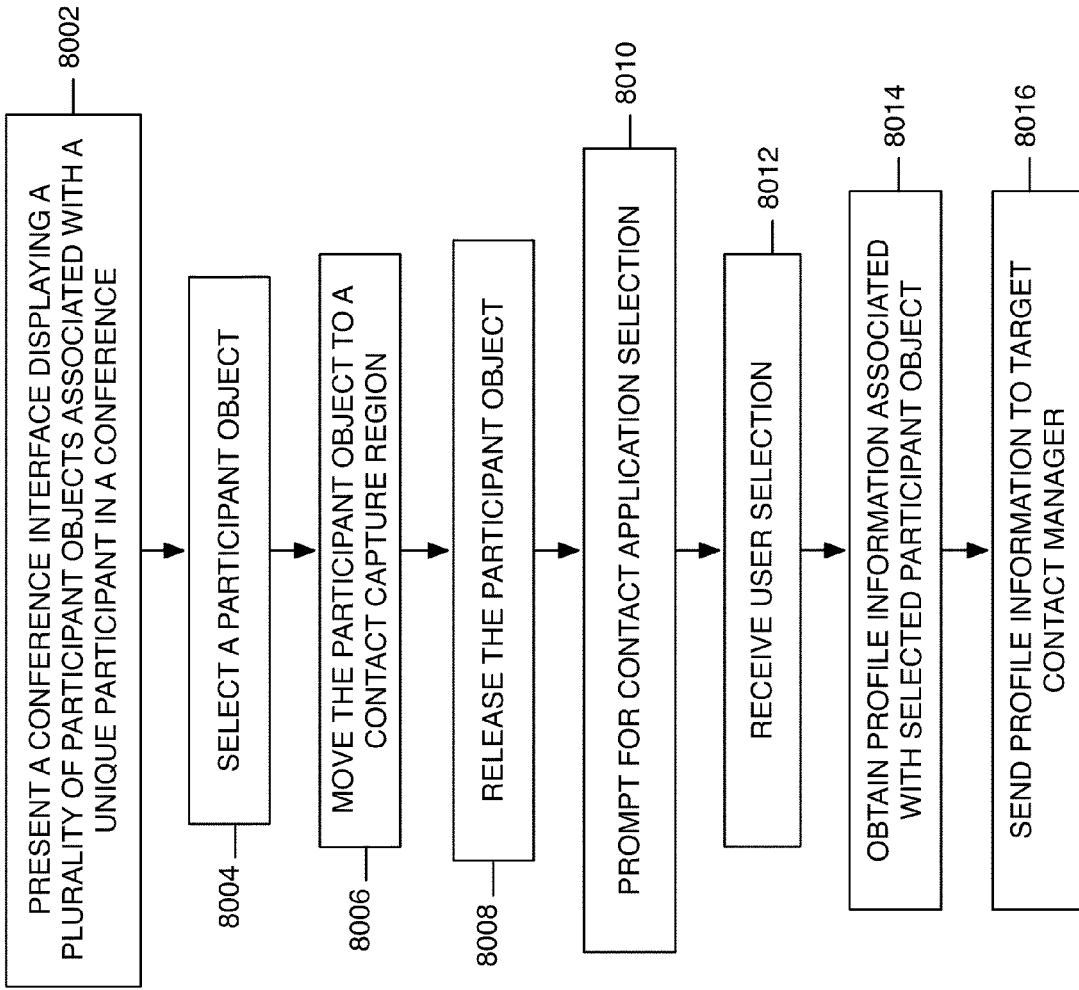 PRESENT A CONFERENCE INTERFACE DISPLAYING A
PLURALITY OF PARTICIPANT OBJECTS ASSOCIATED WITH A
UNIQUE PARTICIPANT IN A CONFERENCE
8002
SELECT A PARTICIPANT OBJECT
8004
MOVE THE PARTICIPANT OBJECT TO A
CONTACT CAPTURE REGION
8006
RELEASE THE PARTICIPANT OBJECT
8008
PROMPT FOR CONTACT APPLICATION SELECTION
8010
RECEIVE USER SELECTION
8012
OBTAIN PROFILE INFORMATION ASSOCIATED
WITH SELECTED PARTICIPANT OBJECT
8014
SEND PROFILE INFORMATION TO TARGET
CONTACT MANAGER
8016